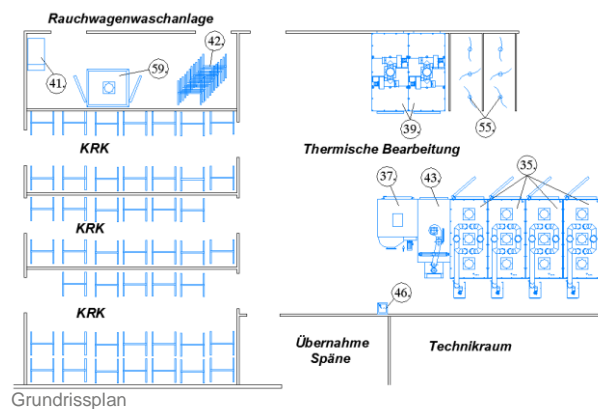 Rauchwagenwaschanlage
41,
59,
42,
39,
55,
KRK
Thermische Bearbeitung
37,
43,
35,
KRK
46,
KRK
Übernahme
Späne
Technikraum
Grundrissplan